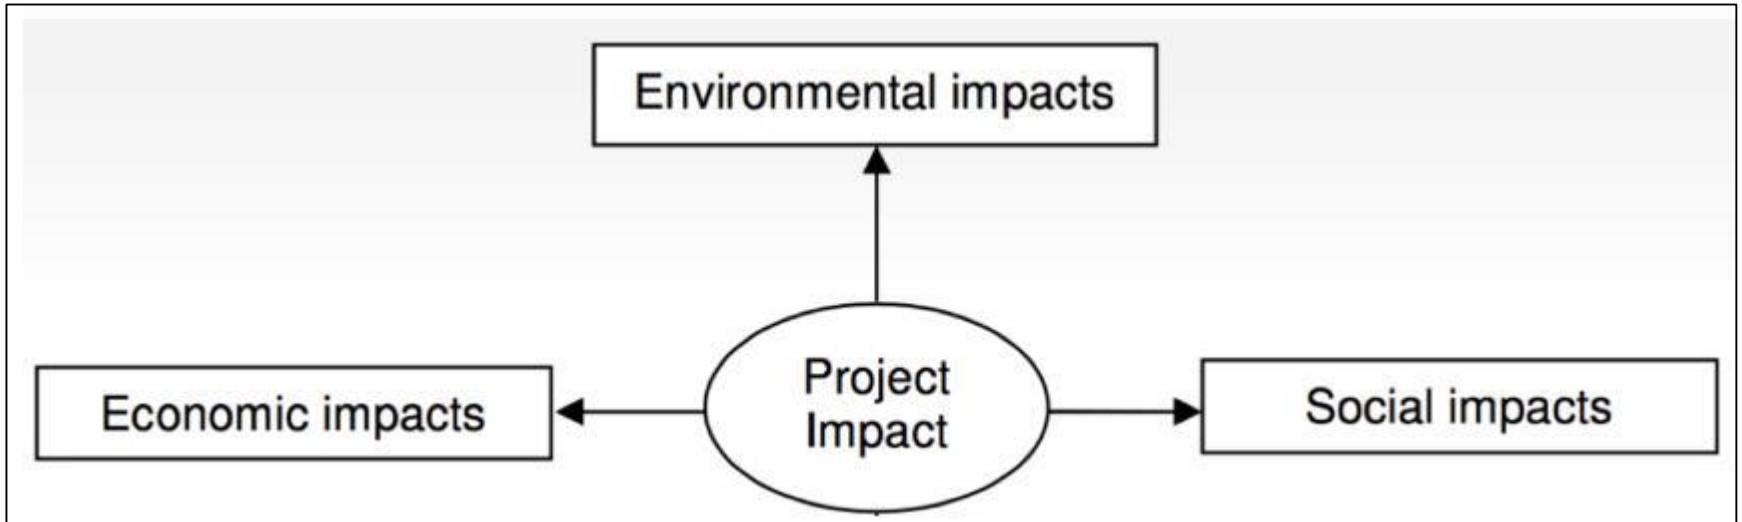 Environmental impacts
Economic impacts
Project
Impact
Social impacts